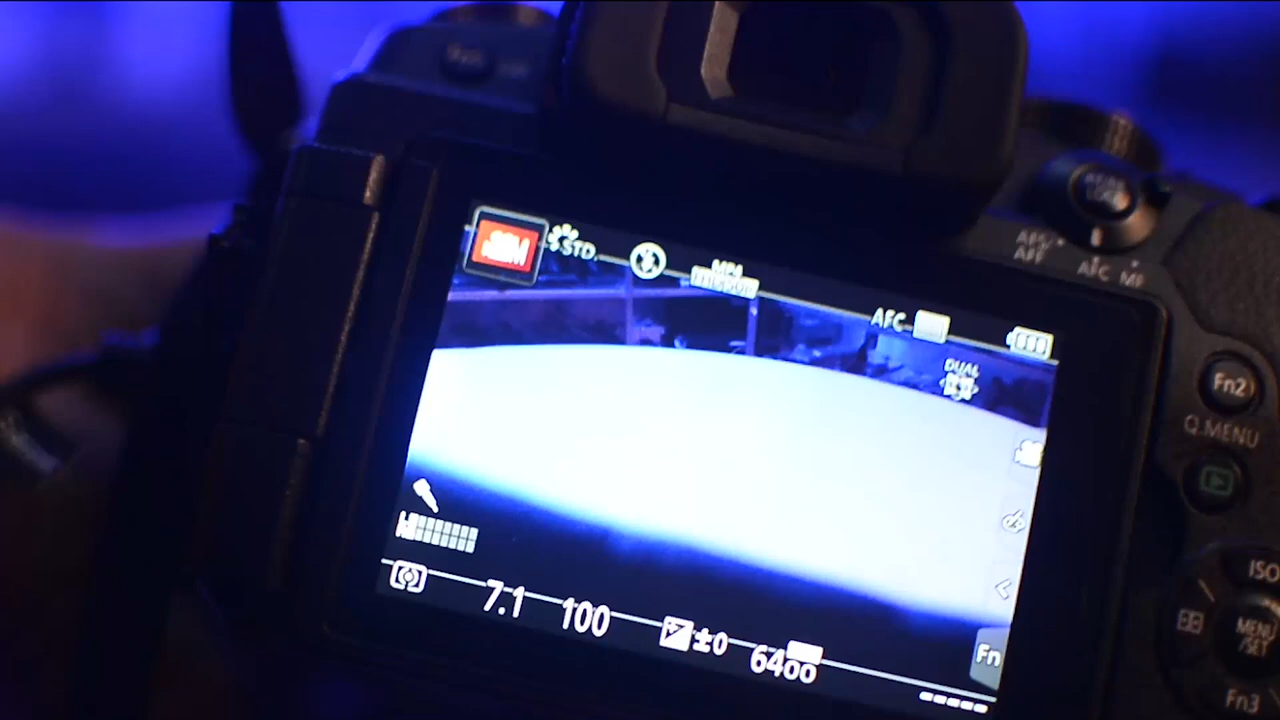 M
STD.
AFC
DUAL
7.1
100
±0
6400
Fn
AFS
AFF
AFC
MF
Fn2
Q.MENU
ISO
MENU
/SET
Fn3